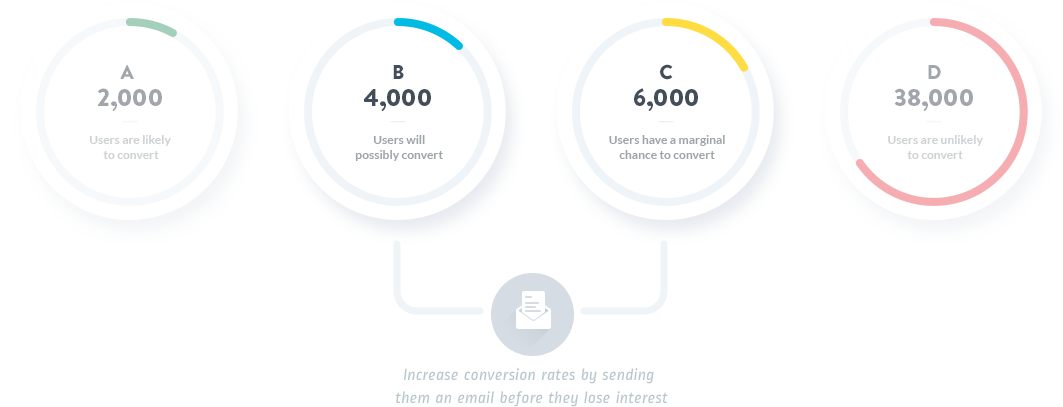 A
2,000
Users are likely
to convert
B
4,000
Users will
possibly convert
C
6,000
Users have a marginal
chance to convert
D
38,000
Users are unlikely
to convert
Increase conversion rates by sending
them an email before they lose interest